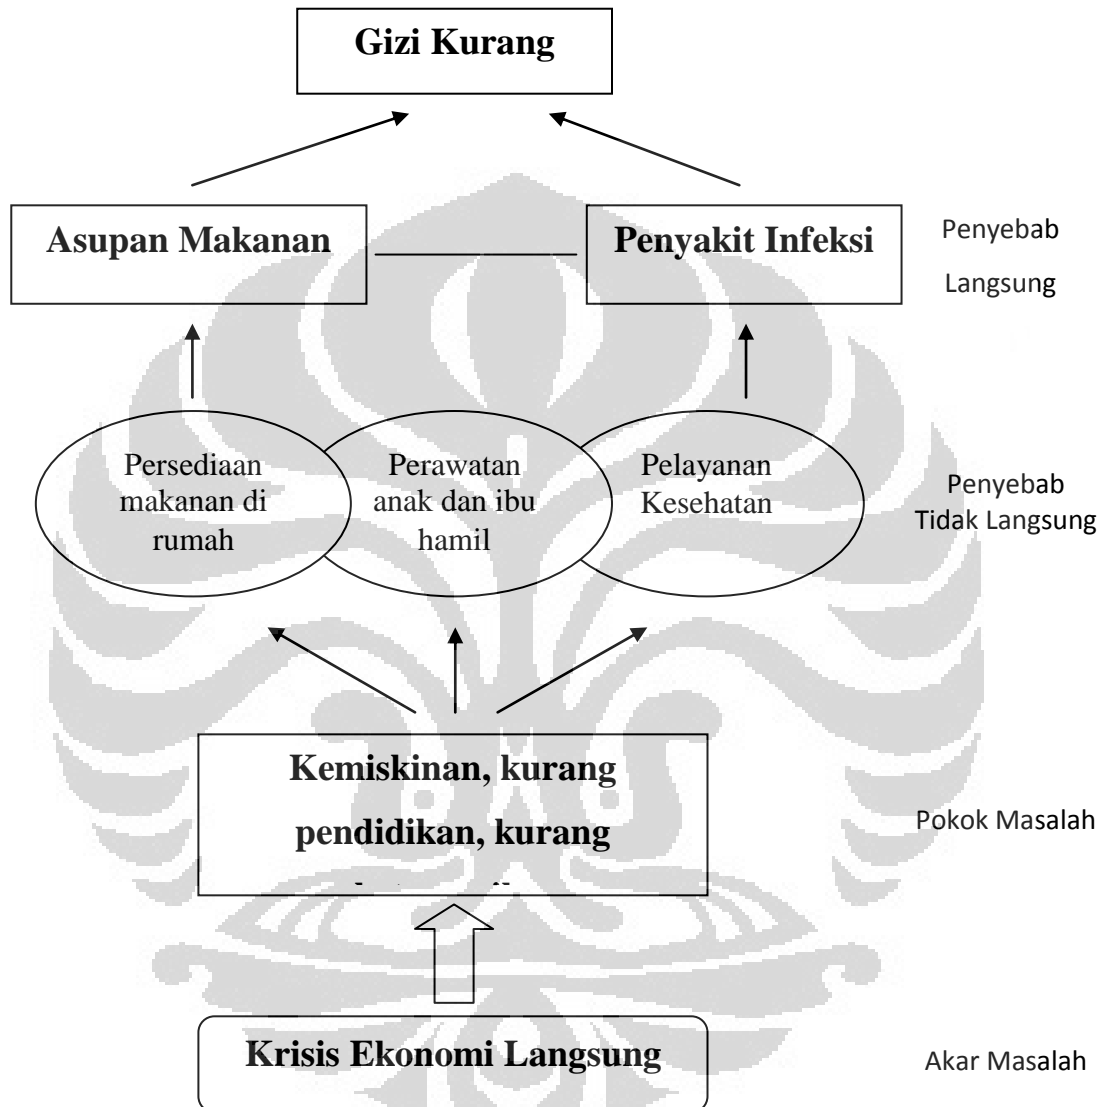 Gizi Kurang
Asupan Makanan
Penyakit Infeksi
Penyebab
Langsung
Persediaan
makanan di
rumah
Perawatan
anak dan ibu
hamil
Pelayanan
Kesehatan
Penyebab
Tidak Langsung
Kemiskinan, kurang
pendidikan, kurang
Pokok Masalah
Krisis Ekonomi Langsung
Akar Masalah